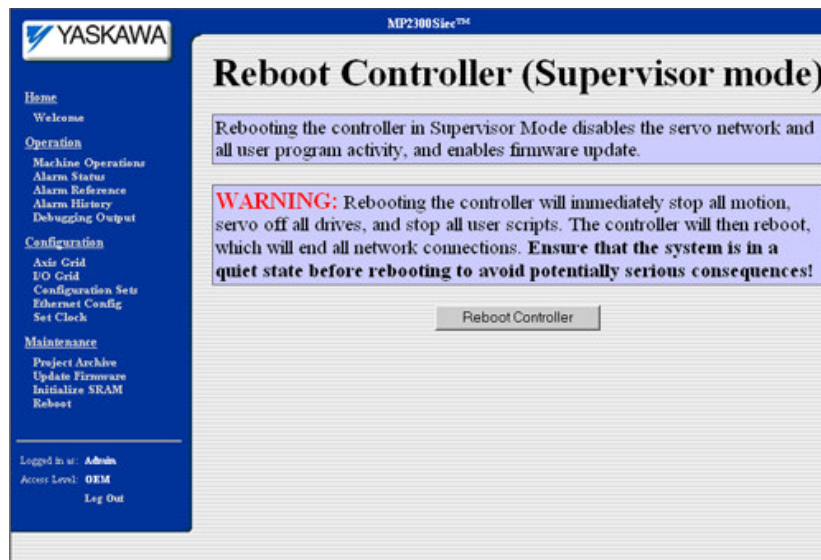 YASKAWA
MP2300Siec™
Home
Welcome
Operation
Machine Operations
Alarm Status
Alarm Reference
Alarm History
Debugging Output
Configuration
Axis Grid
I/O Grid
Configuration Sets
Ethernet Config
Set Clock
Maintenance
Project Archive
Update Firmware
Initialize SRAM
Reboot
Logged in as: Admin
Access Level: OEM
Log Out
Reboot Controller (Supervisor mode)
Rebooting the controller in Supervisor Mode disables the servo network and
all user program activity, and enables firmware update.
WARNING: Rebooting the controller will immediately stop all motion,
servo off all drives, and stop all user scripts. The controller will then reboot,
which will end all network connections. Ensure that the system is in a
quiet state before rebooting to avoid potentially serious consequences!
Reboot Controller